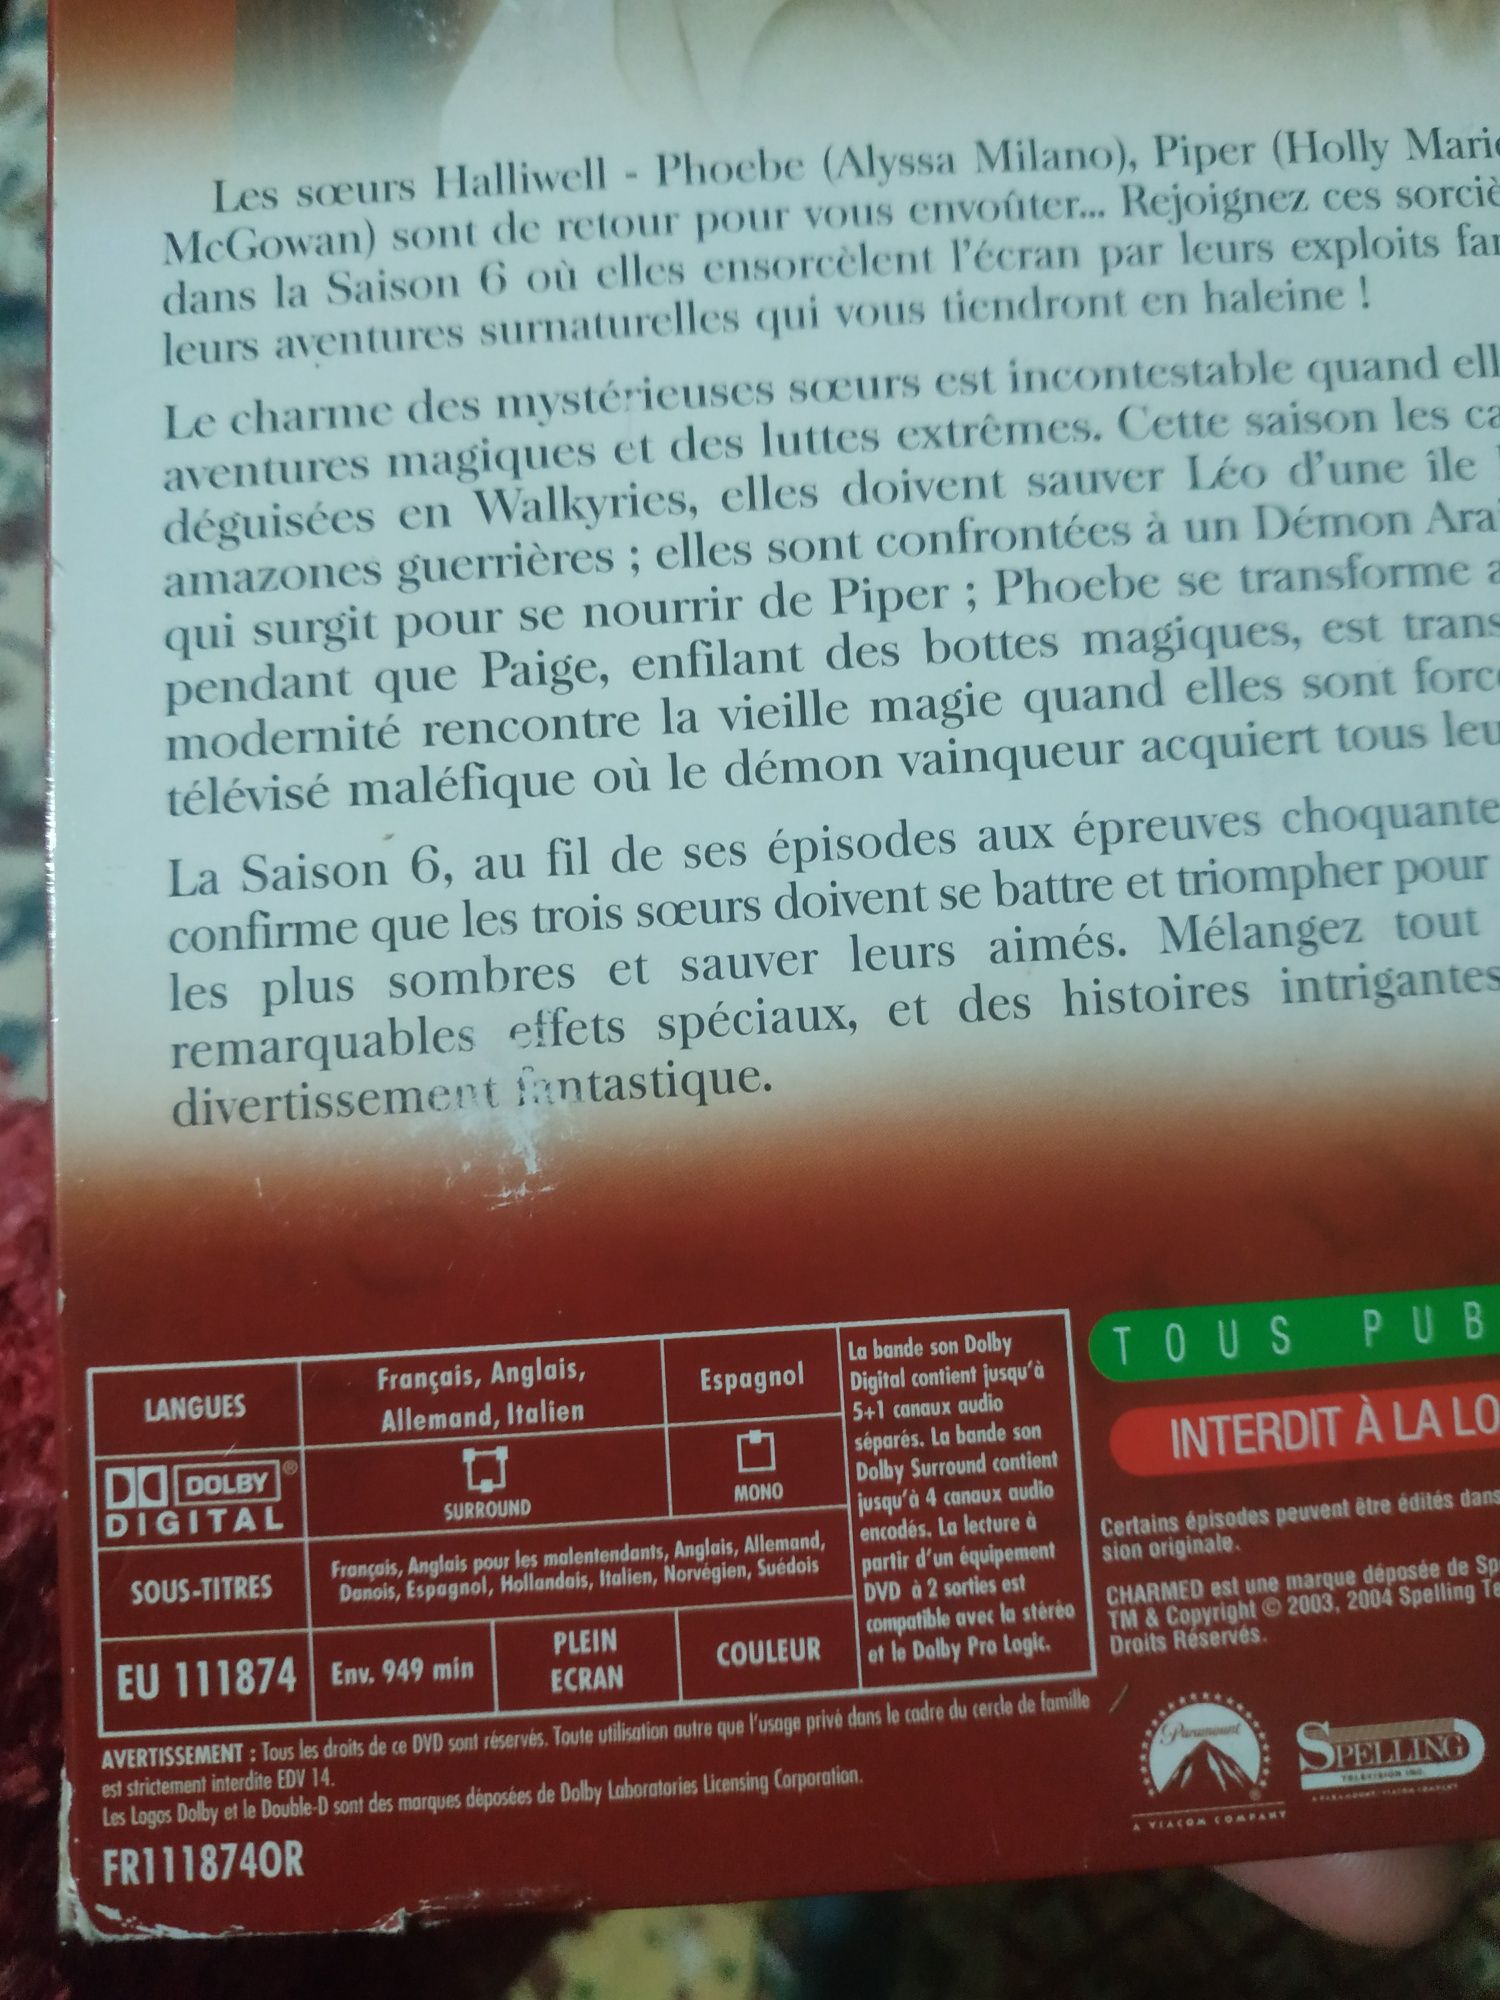 Les sœurs Halliwell - Phoebe (Alyssa Milano), Piper (Holly Marie
McGowan) sont de retour pour vous envoûter... Rejoignez ces sorciè
dans la Saison 6 où elles ensorcèlent l'écran par leurs exploits fan
leurs aventures surnaturelles qui vous tiendront en haleine !
Le charme des mystérieuses sœurs est incontestable quand ell
aventures magiques et des luttes extrêmes. Cette saison les ca
déguisées en Walkyries, elles doivent sauver Léo d'une île
amazones guerrières ; elles sont confrontées à un Démon Ara
qui surgit pour se nourrir de Piper ; Phoebe se transforme a
pendant que Paige, enfilant des bottes magiques, est trans
modernité rencontre la vieille magie quand elles sont forc
télévisé maléfique où le démon vainqueur acquiert tous leu
La Saison 6, au fil de ses épisodes aux épreuves choquante
confirme que les trois sœurs doivent se battre et triompher pour
les plus sombres et sauver leurs aimés. Mélangez tout
remarquables effets spéciaux, et des histoires intrigantes
divertissement fantastique.
LANGUES
Français, Anglais,
Allemand, Italien
Espagnol
DOLBY®
DIGITAL
SURROUND
MONO
SOUS-TITRES
Français, Anglais pour les malentendants, Anglais, Allemand,
Danois, Espagnol, Hollandais, Italien, Norvégien, Suédois
EU 111874
Env. 949 min
PLEIN
ECRAN
COULEUR
La bande son Dolby
Digital contient jusqu'à
5+1 canaux audio
séparés. La bande son
Dolby Surround contient
jusqu'à 4 canaux audio
encodés. La lecture à
partir d'un équipement
DVD à 2 sorties est
compatible avec la stéréo
et le Dolby Pro Logic.
TOUS PUB
INTERDIT À LA LO
Certains épisodes peuvent être édités dans
sion originale.
CHARMED est une marque déposée de Sp
TM & Copyright © 2003, 2004 Spelling Te
Droits Réservés.
AVERTISSEMENT : Tous les droits de ce DVD sont réservés. Toute utilisation autre que l'usage privé dans le cadre du cercle de famille
est strictement interdite EDV 14.
Les Logos Dolby et le Double-D sont des marques déposées de Dolby Laboratories Licensing Corporation.
FR111874OR
Paramount
A VIACOM COMPANY
SPELLING
TELEVISION INC.